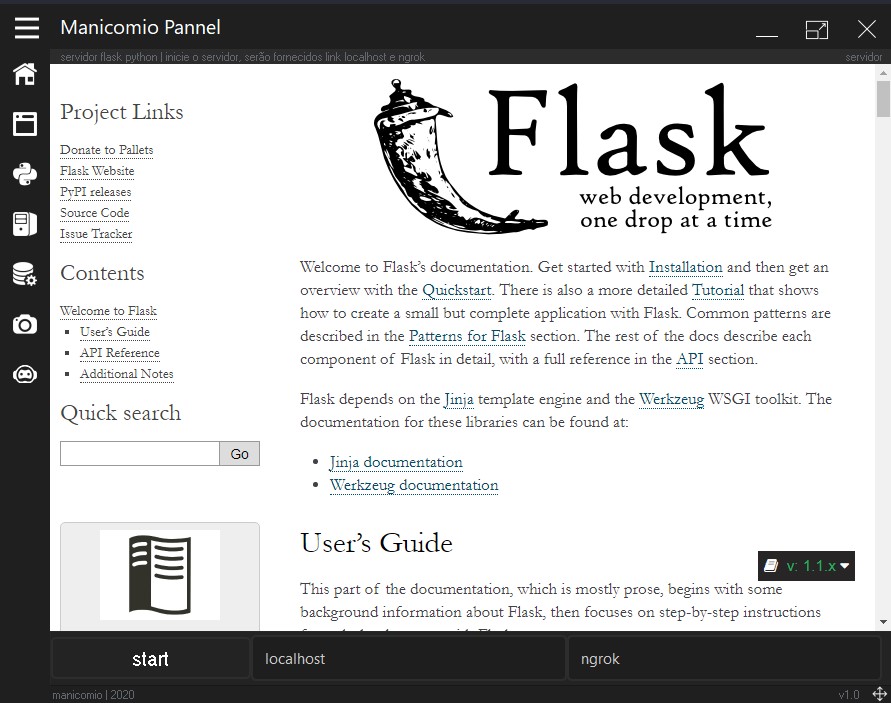 Manicomio Pannel
servidor flask python | inicie o servidor, serão fornecidos link localhost e ngrok
servidor
Project Links
Donate to Pallets
Flask Website
PyPI releases
Source Code
Issue Tracker
Contents
Welcome to Flask
User's Guide
API Reference
Additional Notes
Quick search
Go
Flask
web development,
one drop at a time
Welcome to Flask's documentation. Get started with Installation and then get an
overview with the Quickstart. There is also a more detailed Tutorial that shows
how to create a small but complete application with Flask. Common patterns are
described in the Patterns for Flask section. The rest of the docs describe each
component of Flask in detail, with a full reference in the API section.
Flask depends on the Jinja template engine and the Werkzeug WSGI toolkit. The
documentation for these libraries can be found at:
Jinja documentation
Werkzeug documentation
User's Guide
v: 1.1.x
This part of the documentation, which is mostly prose, begins with some
background information about Flask, then focuses on step-by-step instructions
start
localhost
ngrok
manicomio | 2020
v1.0